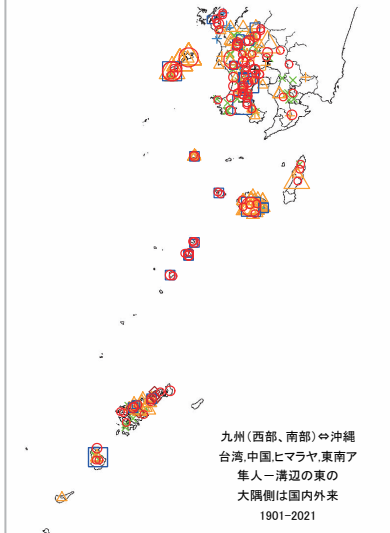 九州(西部、南部)⇔沖縄
台湾,中国,ヒマラヤ,東南ア
隼人－溝辺の東の
大隅側は国内外来
1901-2021